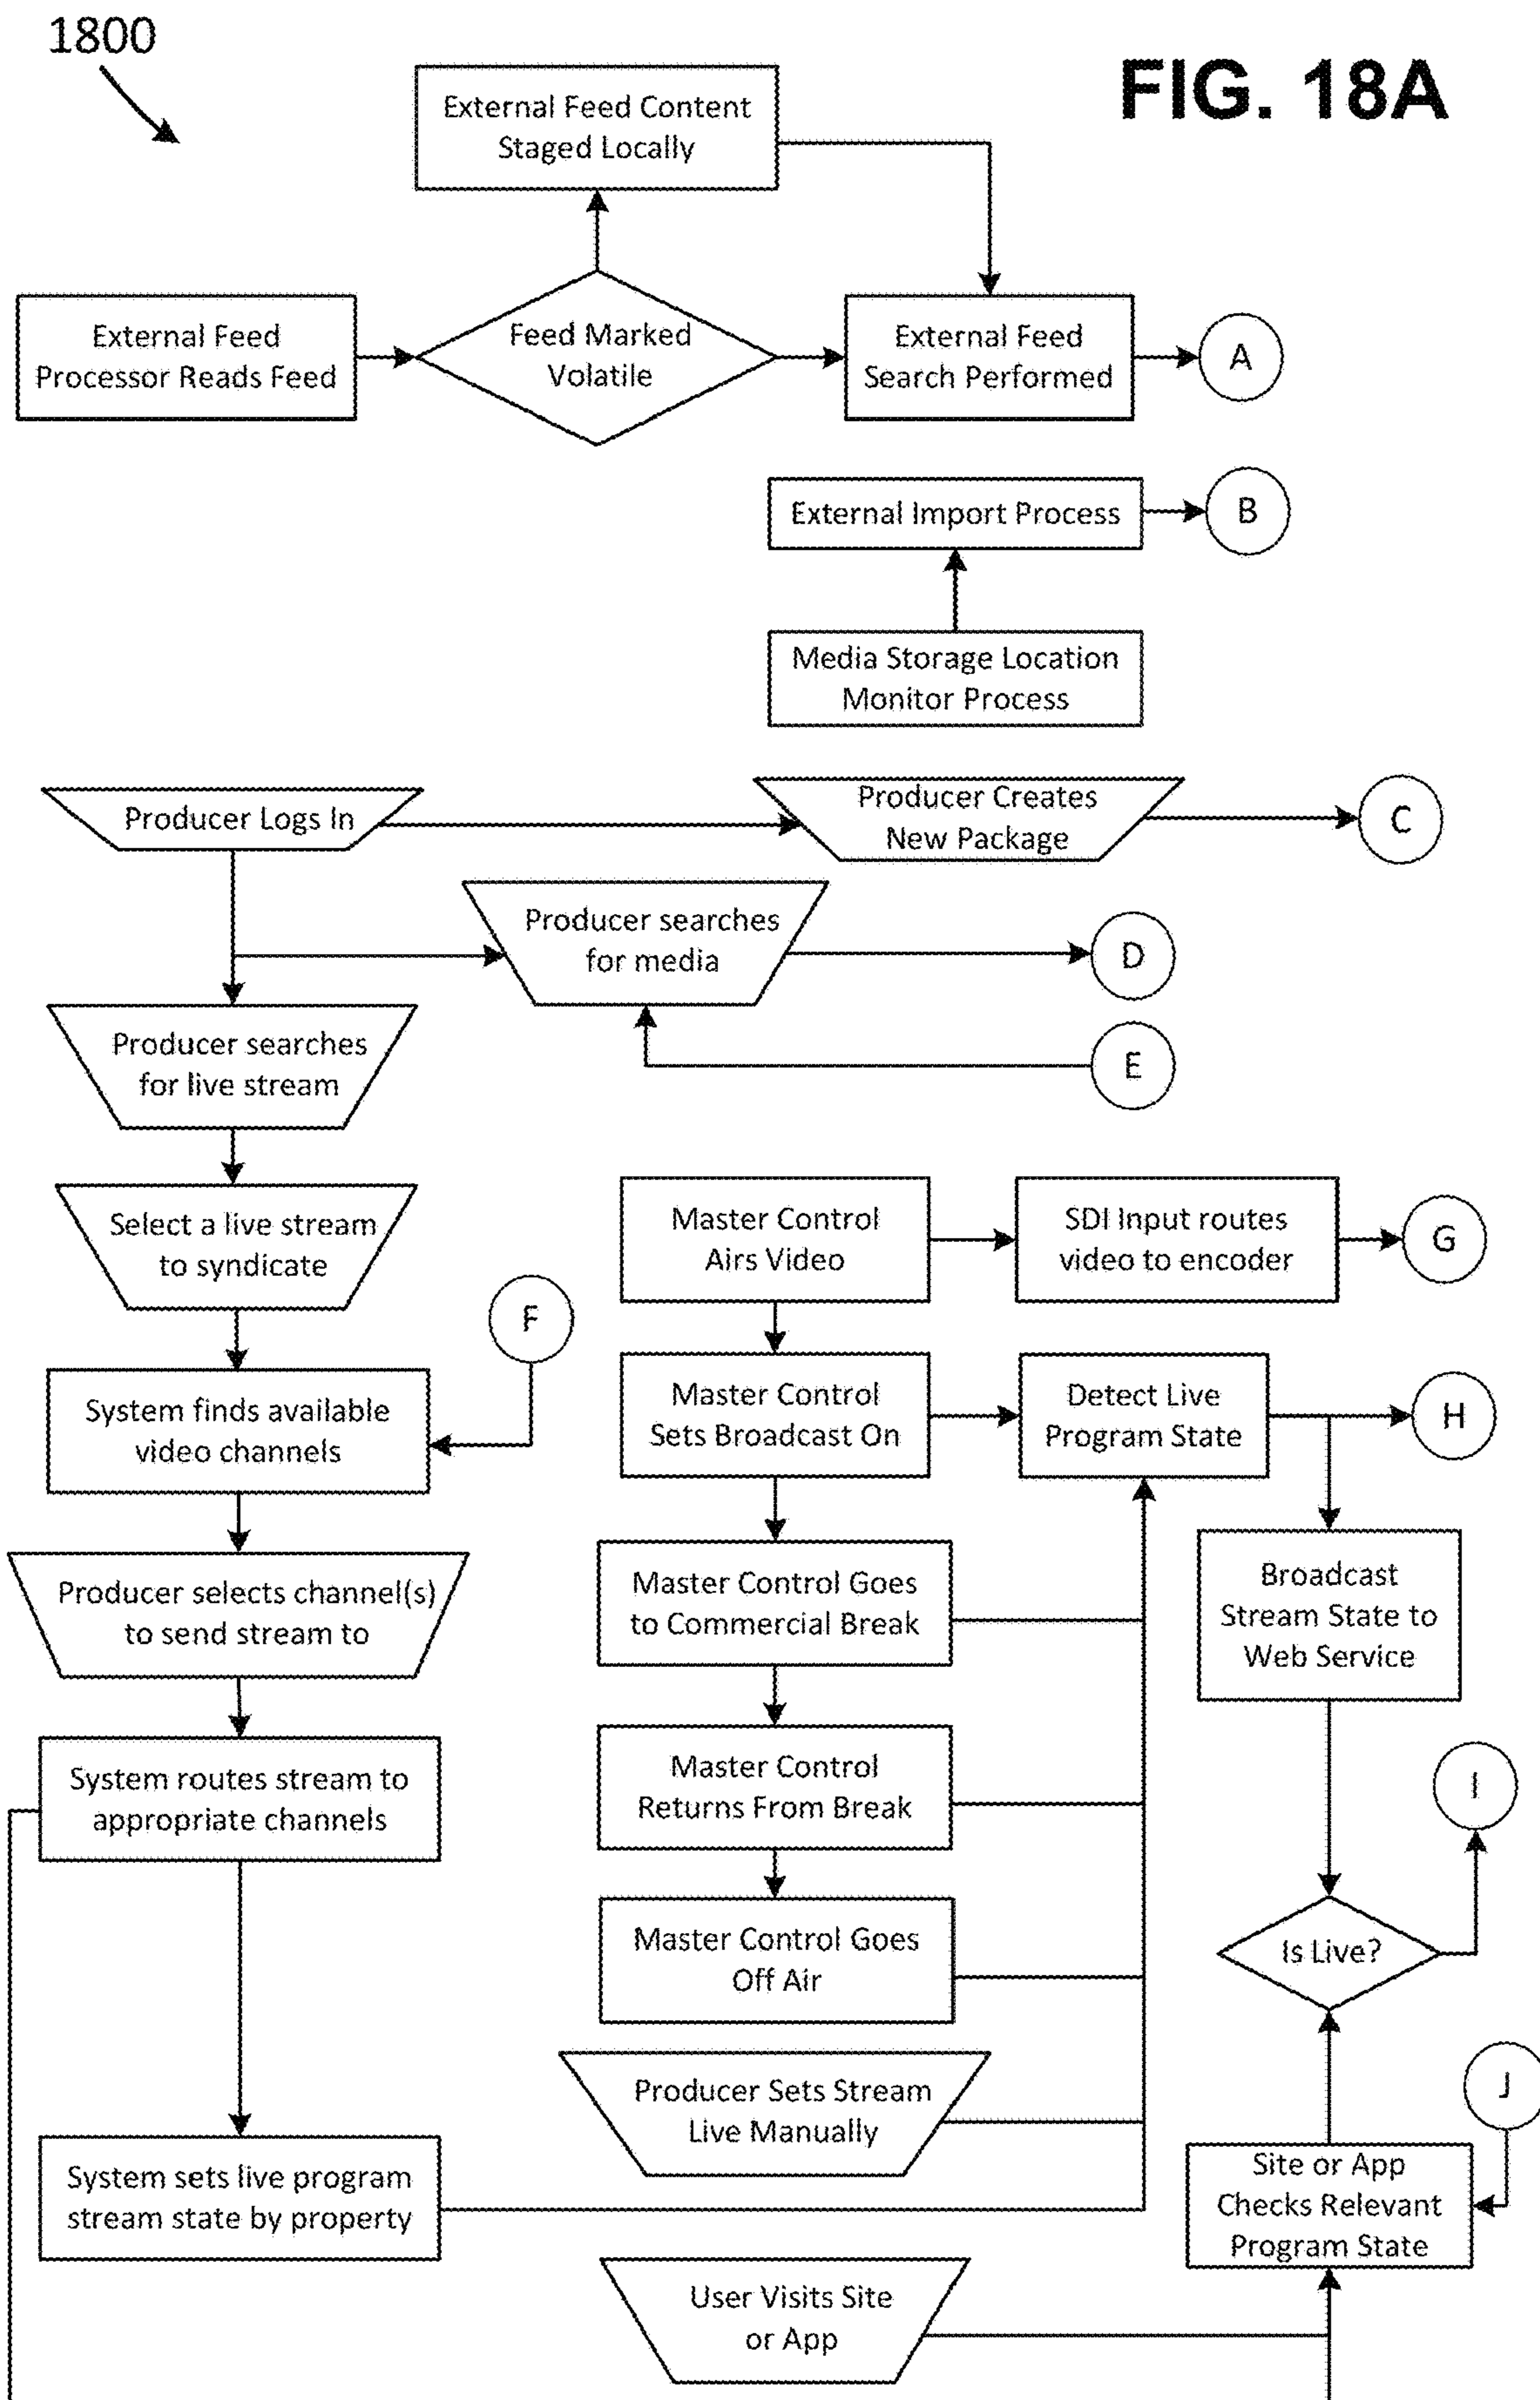 1800
FIG. 18A
External Feed Content
Staged Locally
External Feed
Processor Reads Feed
Feed Marked
Volatile
External Feed
Search Performed
A
External Import Process
B
Media Storage Location
Monitor Process
Producer Logs In
Producer Creates
New Package
C
Producer searches
for media
D
E
Producer searches
for live stream
Select a live stream
to syndicate
F
System finds available
video channels
Producer selects channel(s)
to send stream to
System routes stream to
appropriate channels
System sets live program
stream state by property
Master Control
Airs Video
SDI Input routes
video to encoder
G
Master Control
Sets Broadcast On
Detect Live
Program State
H
Master Control Goes
to Commercial Break
Broadcast
Stream State to
Web Service
Master Control
Returns From Break
I
Master Control Goes
Off Air
Is Live?
Producer Sets Stream
Live Manually
J
Site or App
Checks Relevant
Program State
User Visits Site
or App